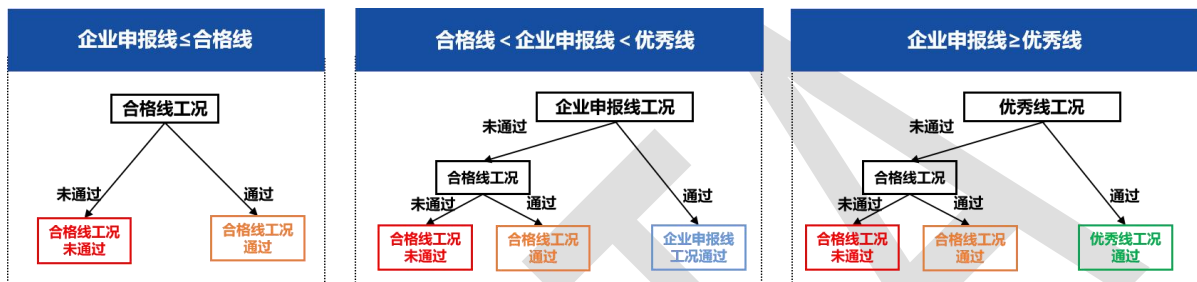 企业申报线≤合格线
合格线工况
未通过
通过
合格线工况
未通过
合格线工况
通过
合格线＜企业申报线＜优秀线
企业申报线工况
未通过
合格线工况
未通过
通过
通过
合格线工况
未通过
合格线工况
通过
企业申报线
工况通过
企业申报线≥优秀线
优秀线工况
未通过
合格线工况
未通过
通过
通过
合格线工况
未通过
合格线工况
通过
优秀线工况
通过